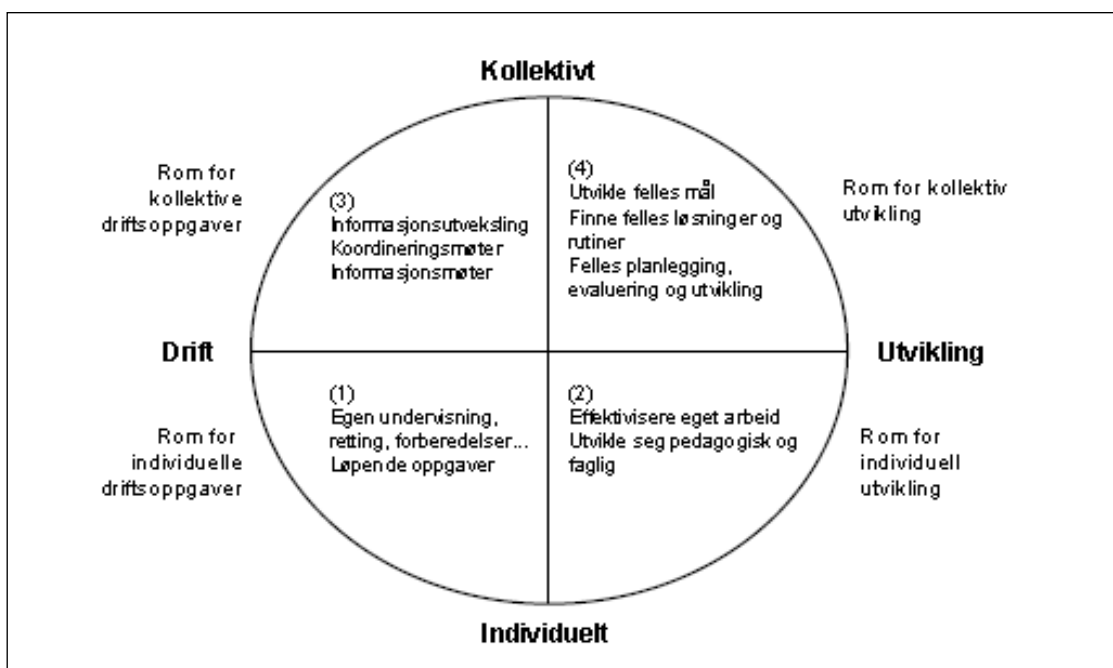 Kollektivt
Rom for
kollektive
driftsoppgaver
(3)
Informasjonsutveksling
Koordineringsmøter
Informasjonsmøter
(4)
Utvikle felles mål
Finne felles løsninger og
rutiner
Felles planlegging,
evaluering og utvikling
Rom for kollektiv
utvikling
Drift
Utvikling
Rom for
individuelle
driftsoppgaver
(1)
Egen undervisning,
retting, forberedelser...
Løpende oppgaver
(2)
Effektivisere eget arbeid
Utvikle seg pedagogisk og
faglig
Rom for
individuell
utvikling
Individuelt